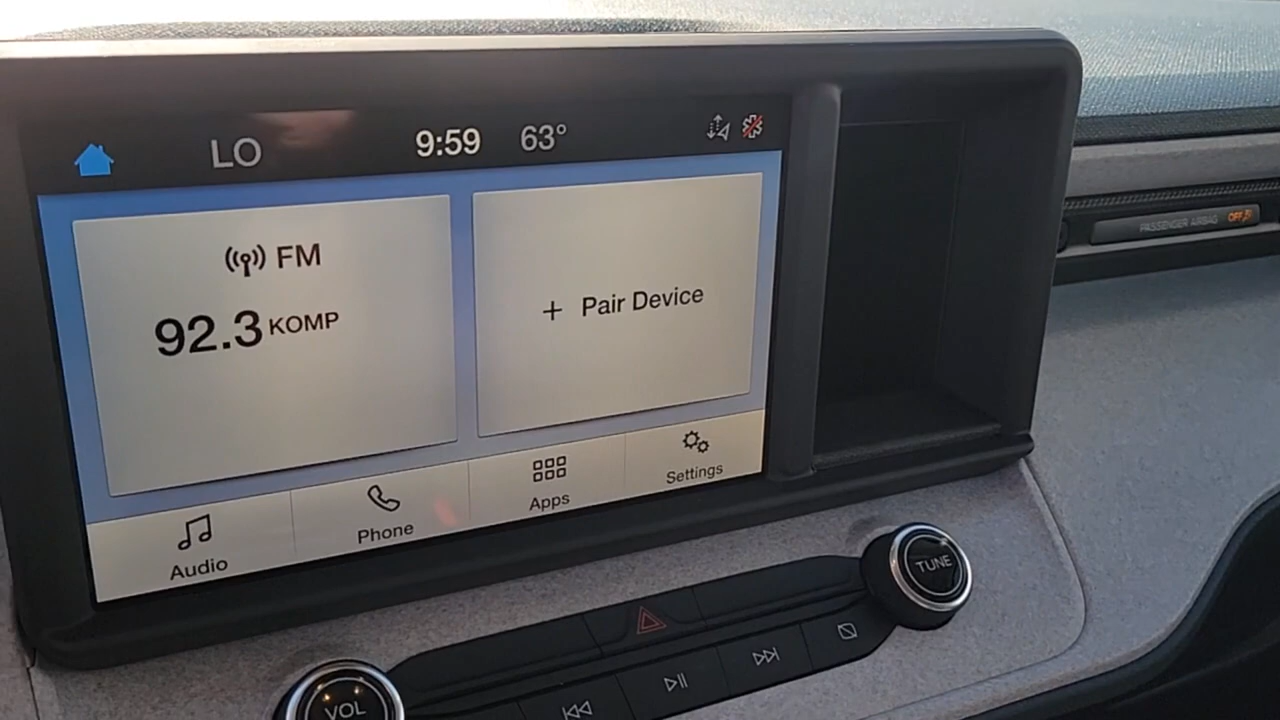 LO 9:59 63°
FM
92.3 KOMP
+ Pair Device
Audio Phone Apps Settings
PASSENGER AIRBAG OFF
TUNE
VOL